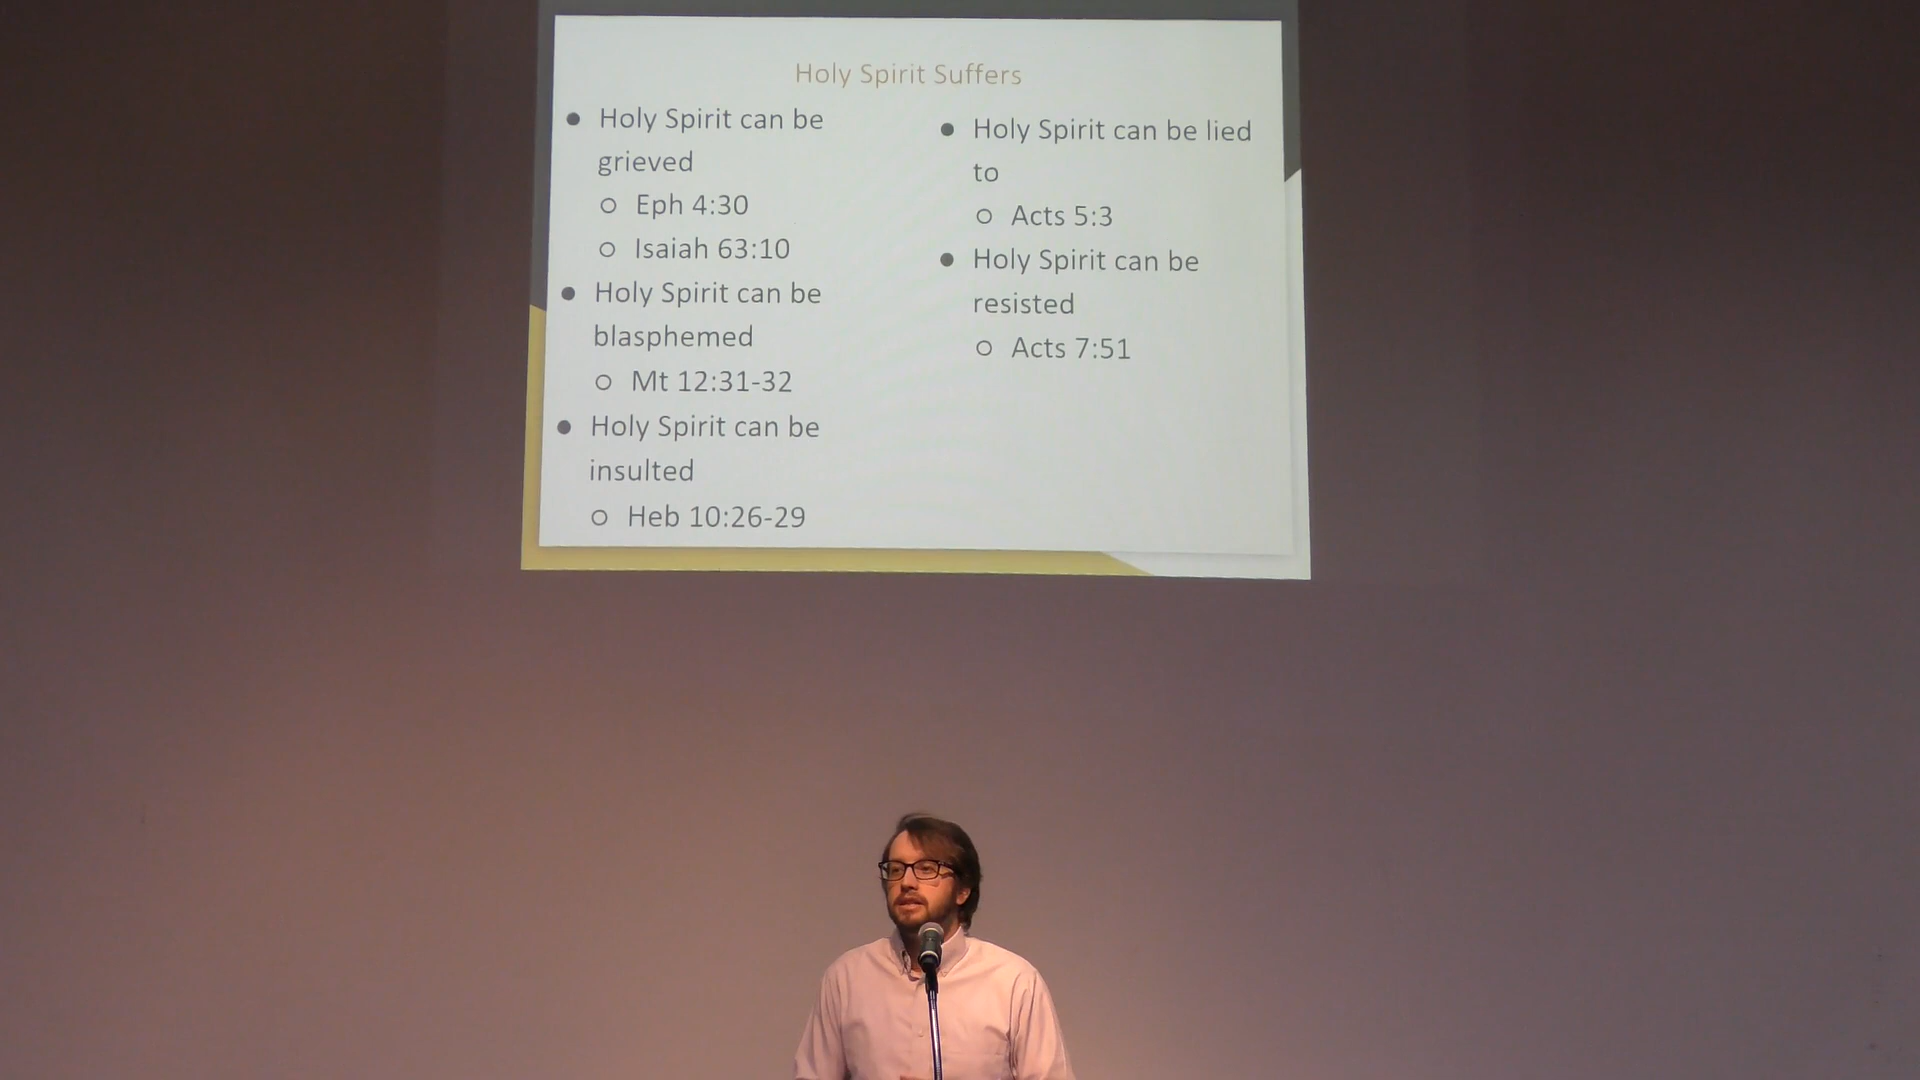 Holy Spirit Suffers
● Holy Spirit can be
grieved
○ Eph 4:30
○ Isaiah 63:10
● Holy Spirit can be
blasphemed
○ Mt 12:31-32
● Holy Spirit can be
insulted
○ Heb 10:26-29
● Holy Spirit can be lied
to
○ Acts 5:3
● Holy Spirit can be
resisted
○ Acts 7:51